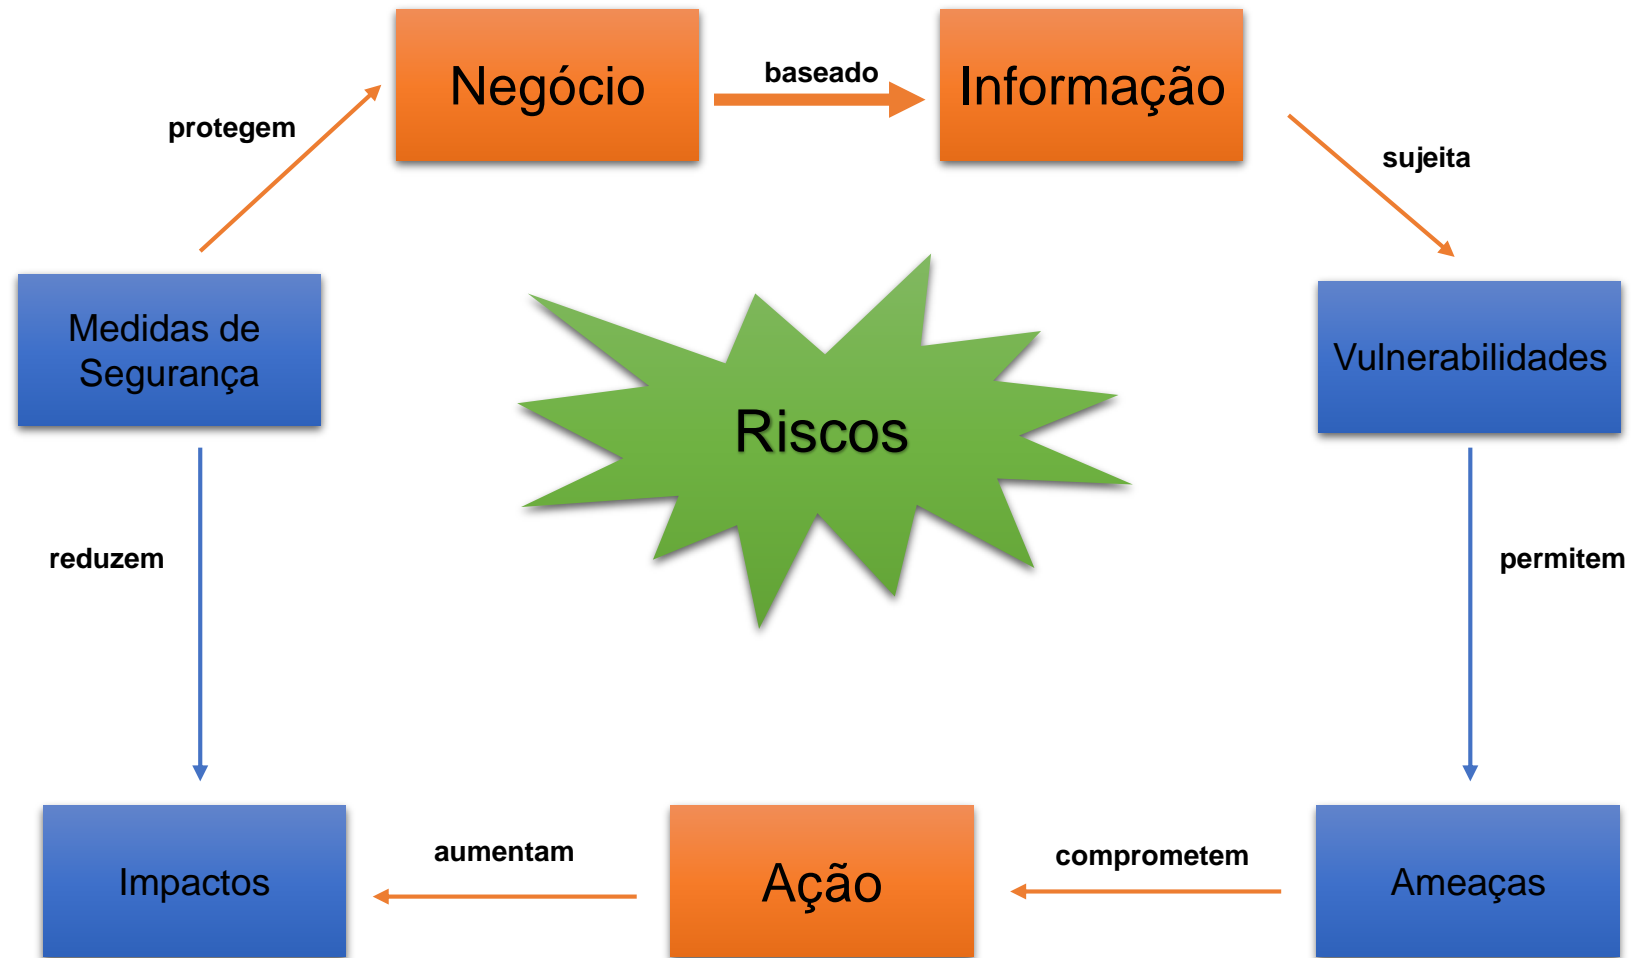 Negócio
baseado
Informação
protegem
sujeita
Medidas de
Segurança
Vulnerabilidades
Riscos
reduzem
permitem
Impactos
aumentam
Ação
comprometem
Ameaças